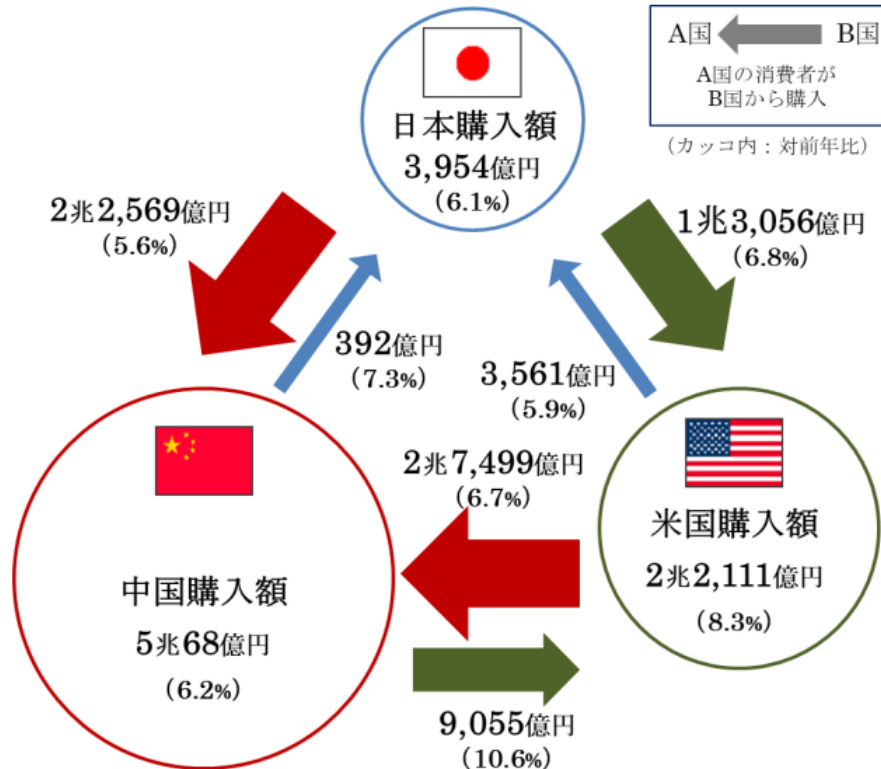 A国 B国
A国の消費者が
B国から購入
(カッコ内：対前年比)
日本購入額
3,954億円
(6.1%)
2兆2,569億円
(5.6%)
1兆3,056億円
(6.8%)
392億円
(7.3%)
3,561億円
(5.9%)
2兆7,499億円
(6.7%)
米国購入額
2兆2,111億円
(8.3%)
中国購入額
5兆68億円
(6.2%)
9,055億円
(10.6%)